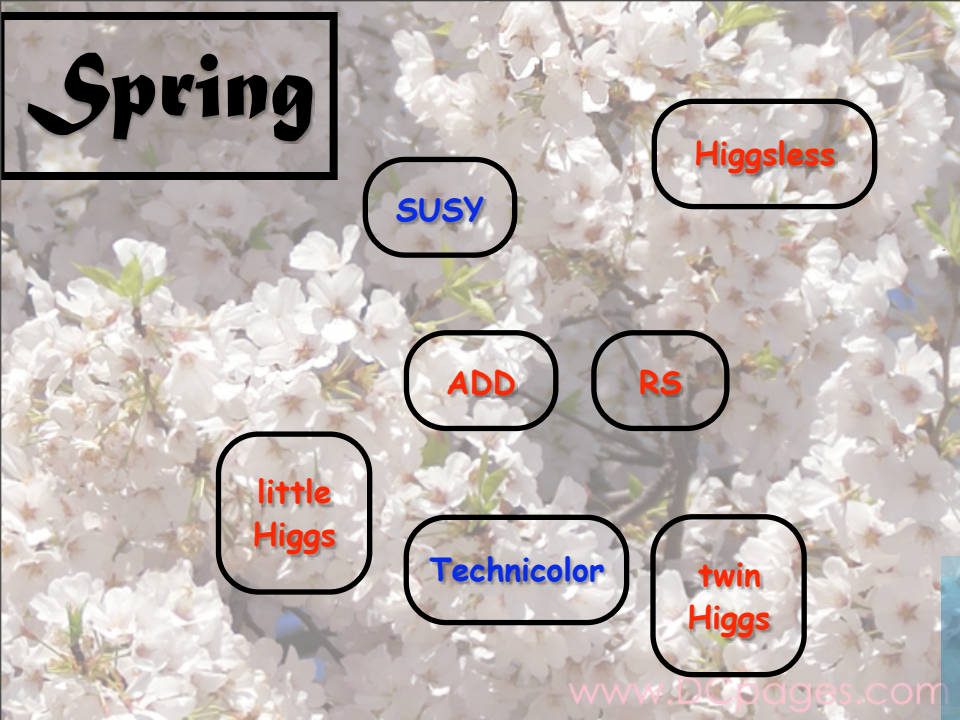 Spring
Higgsless
SUSY
ADD
RS
little
Higgs
Technicolor
twin
Higgs
www.DCpages.com